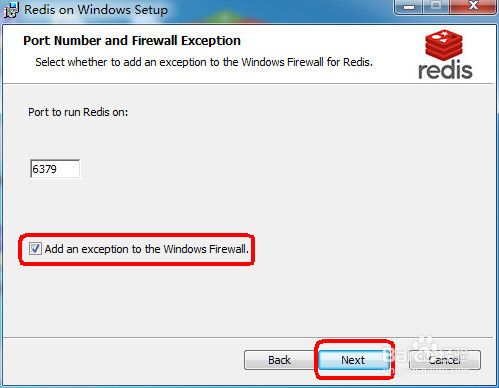 Redis on Windows Setup
Port Number and Firewall Exception
Select whether to add an exception to the Windows Firewall for Redis.
redis
Port to run Redis on:
6379
Add an exception to the Windows Firewall.
Back
Next
Cancel